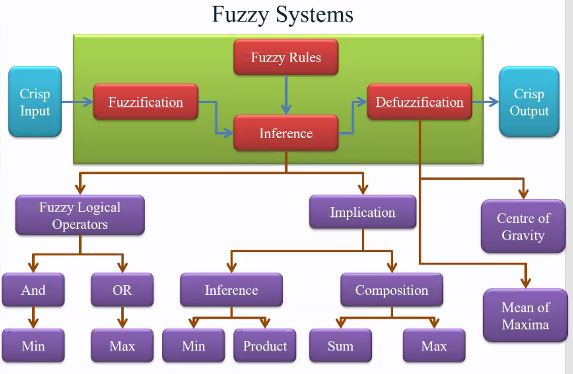 Fuzzy Systems
Fuzzy Rules
Crisp
Input
Fuzzification
Defuzzification
Crisp
Output
Inference
Fuzzy Logical
Operators
Implication
Centre of
Gravity
And
OR
Inference
Composition
Mean of
Maxima
Min
Max
Min
Product
Sum
Max